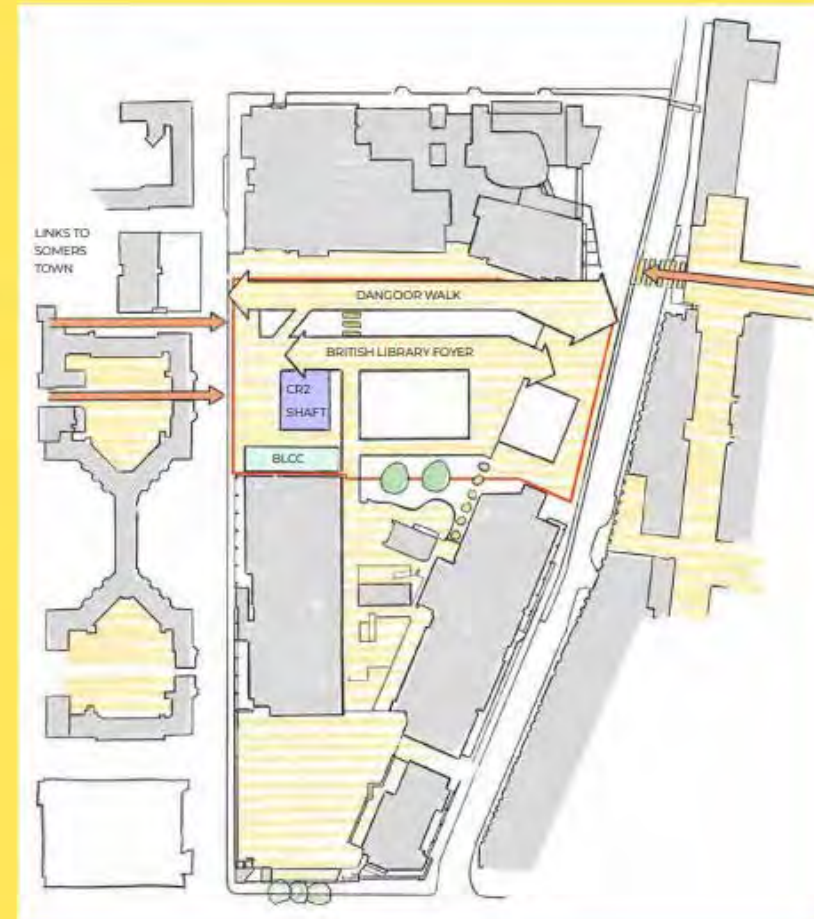 LINKS TO
SOMERS
TOWN
DANGOOR WALK
BRITISH LIBRARY FOYER
CR2
SHAFT
BLCC